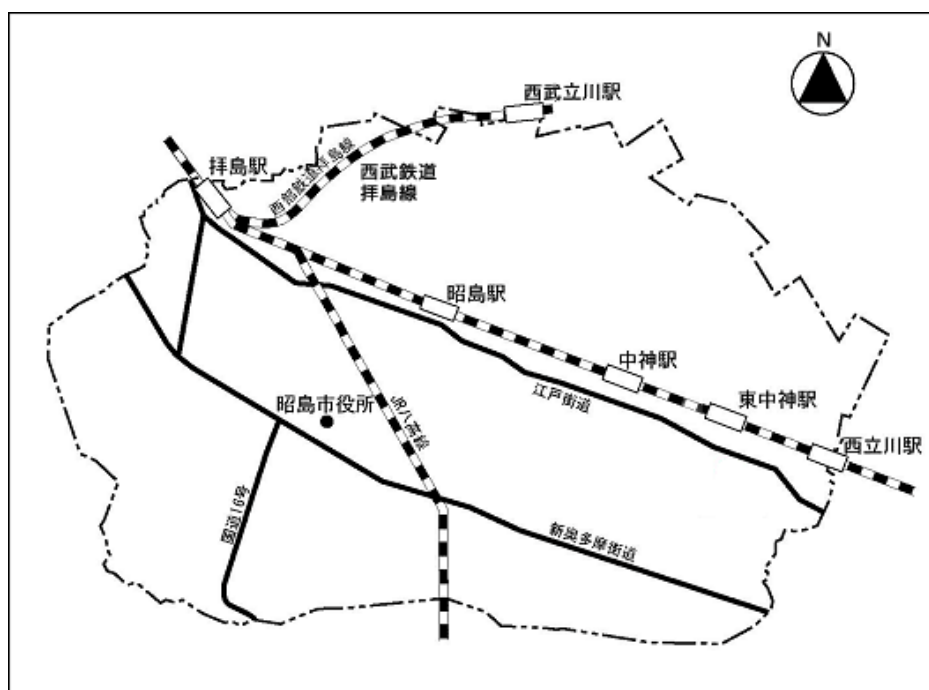 N
西武立川駅
拝島駅
西部鉄道拝島線
西武鉄道
拝島線
昭島駅
中神駅
江戸街道
東中神駅
昭島市役所
JR八高線
西立川駅
国道16号
新奥多摩街道